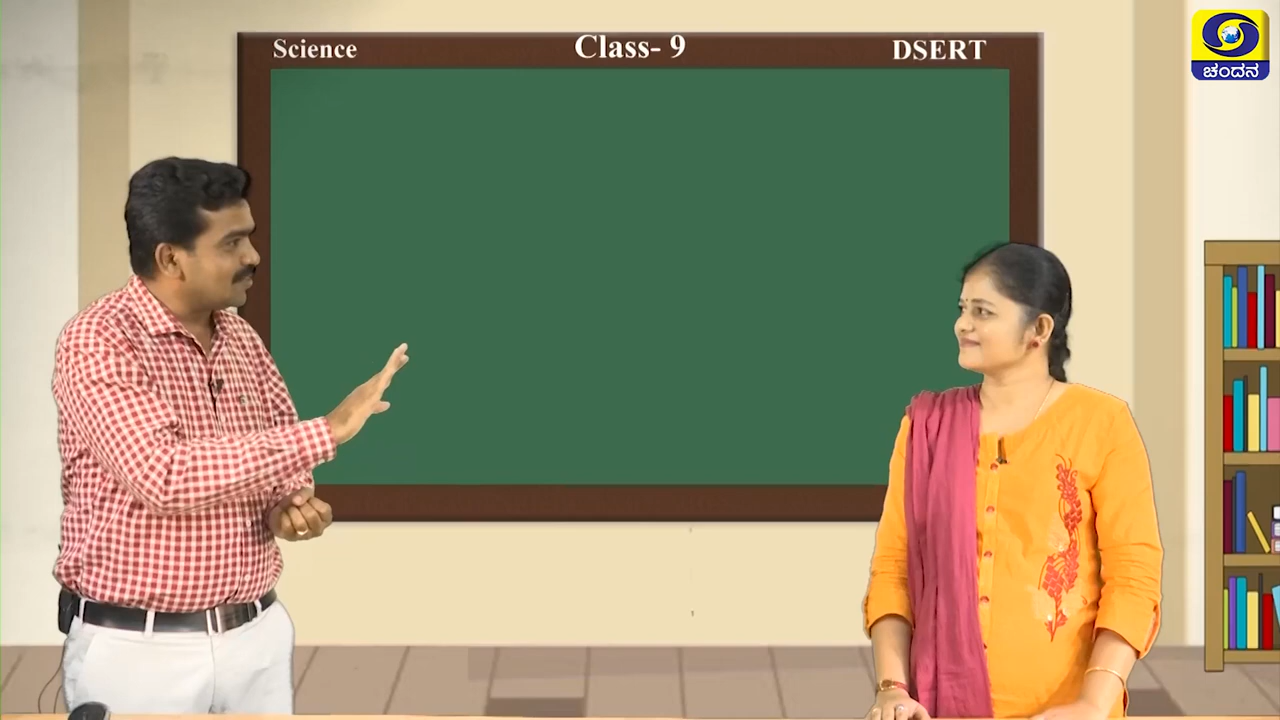 Science
Class- 9
DSERT
ಚಂದನ